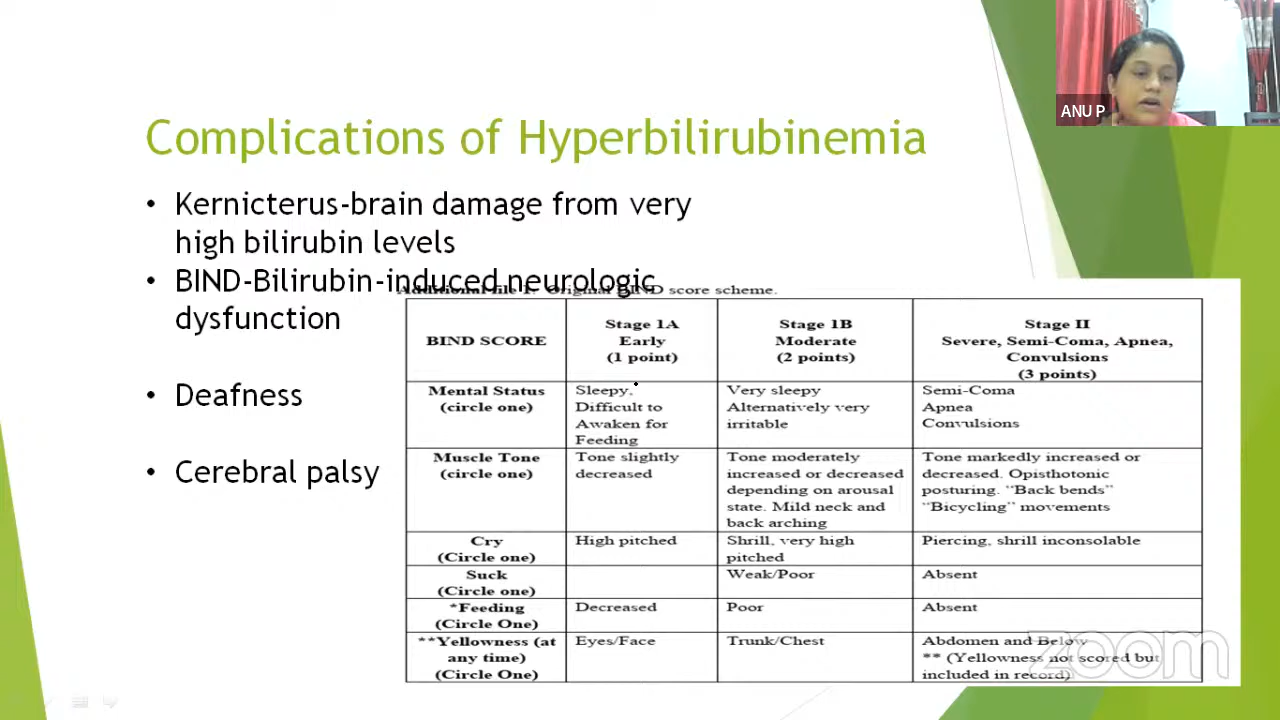 ANU P
Complications of Hyperbilirubinemia
• Kernicterus-brain damage from very
high bilirubin levels
• BIND-Bilirubin-induced neurologic
dysfunction
• Deafness
• Cerebral palsy
Additional file 1. Original BIND score scheme.
BIND SCORE
Stage 1A
Early
(1 point)
Stage 1B
Moderate
(2 points)
Stage II
Severe, Semi-Coma, Apnea,
Convulsions
(3 points)
Mental Status
(circle one)
Sleepy,
Difficult to
Awaken for
Feeding
Very sleepy
Alternatively very
irritable
Semi-Coma
Apnea
Convulsions
Muscle Tone
(circle one)
Tone slightly
decreased
Tone moderately
increased or decreased
depending on arousal
state. Mild neck and
back arching
Tone markedly increased or
decreased. Opisthotonic
posturing. “Back bends”
“Bicycling” movements
Cry
(Circle one)
High pitched
Shrill, very high
pitched
Piercing, shrill inconsolable
Suck
(Circle one)
Weak/Poor
Absent
*Feeding
(Circle One)
Decreased
Poor
Absent
**Yellowness (at
any time)
(Circle One)
Eyes/Face
Trunk/Chest
Abdomen and Below
** (Yellowness not scored but
included in record)
zoom